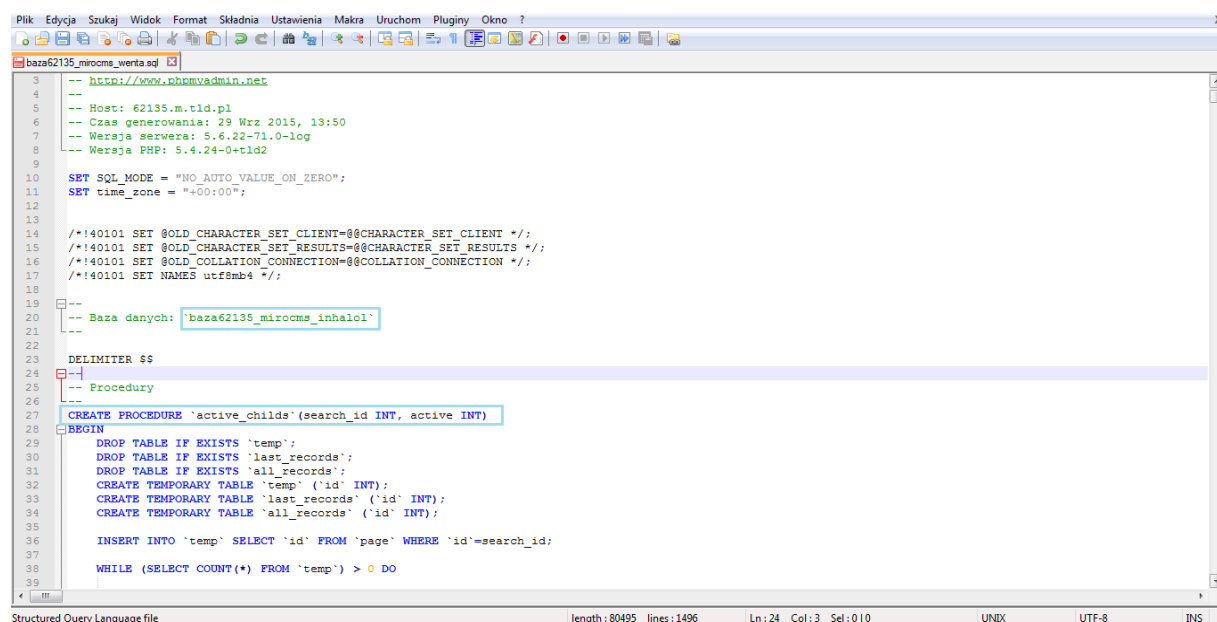 Plik Edycja Szukaj Widok Format Składnia Ustawienia Makra Uruchom Pluginy Okno ?
baza62135_mirocms_wenta.sql
3 -- http://www.phpmyadmin.net
4 --
5 -- Host: 62135.m.tld.pl
6 -- Czas generowania: 29 Wrz 2015, 13:50
7 -- Wersja serwera: 5.6.22-71.0-log
8 -- Wersja PHP: 5.4.24-0+tld2
9
10 SET SQL_MODE = "NO_AUTO_VALUE_ON_ZERO";
11 SET time_zone = "+00:00";
12
13
14 /*!40101 SET @OLD_CHARACTER_SET_CLIENT=@@CHARACTER_SET_CLIENT */;
15 /*!40101 SET @OLD_CHARACTER_SET_RESULTS=@@CHARACTER_SET_RESULTS */;
16 /*!40101 SET @OLD_COLLATION_CONNECTION=@@COLLATION_CONNECTION */;
17 /*!40101 SET NAMES utf8mb4 */;
18
19 --
20 -- Baza danych: `baza62135_mirocms_inhalol`
21 --
22
23 DELIMITER $$
24 --
25 -- Procedury
26 --
27 CREATE PROCEDURE `active_childs`(search_id INT, active INT)
28 BEGIN
29 DROP TABLE IF EXISTS `temp`;
30 DROP TABLE IF EXISTS `last_records`;
31 DROP TABLE IF EXISTS `all_records`;
32 CREATE TEMPORARY TABLE `temp` (`id` INT);
33 CREATE TEMPORARY TABLE `last_records` (`id` INT);
34 CREATE TEMPORARY TABLE `all_records` (`id` INT);
35
36 INSERT INTO `temp` SELECT `id` FROM `page` WHERE `id`=search_id;
37
38 WHILE (SELECT COUNT(*) FROM `temp`) > 0 DO
39
Structured Query Language file length : 80495 lines : 1496 Ln : 24 Col : 3 Sel : 0 | 0 UNIX UTF-8 INS